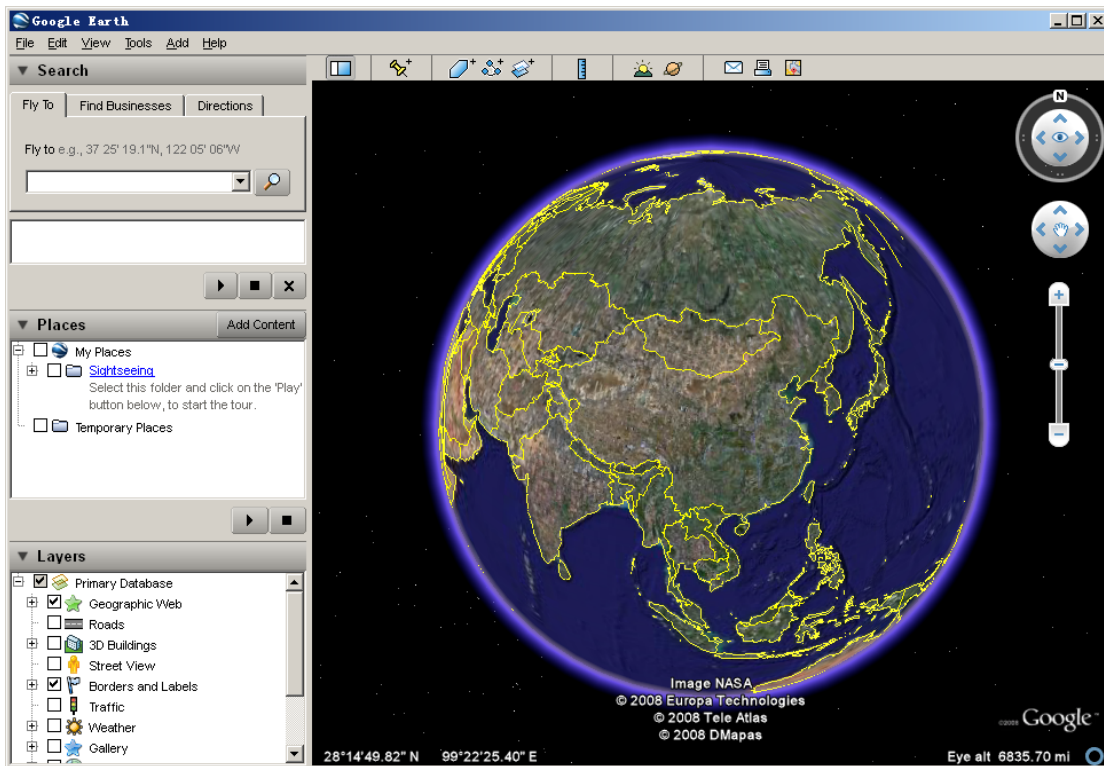 Google Earth
File Edit View Tools Add Help
Search
Fly To Find Businesses Directions
Fly to e.g., 37 25' 19.1"N, 122 05' 06"W
Places Add Content
My Places
Sightseeing
Select this folder and click on the 'Play'
button below, to start the tour.
Temporary Places
Layers
Primary Database
Geographic Web
Roads
3D Buildings
Street View
Borders and Labels
Traffic
Weather
Gallery
N
Image NASA
© 2008 Europa Technologies
© 2008 Tele Atlas
© 2008 DMapas
©2008 Google™
28°14'49.82" N 99°22'25.40" E Eye alt 6835.70 mi